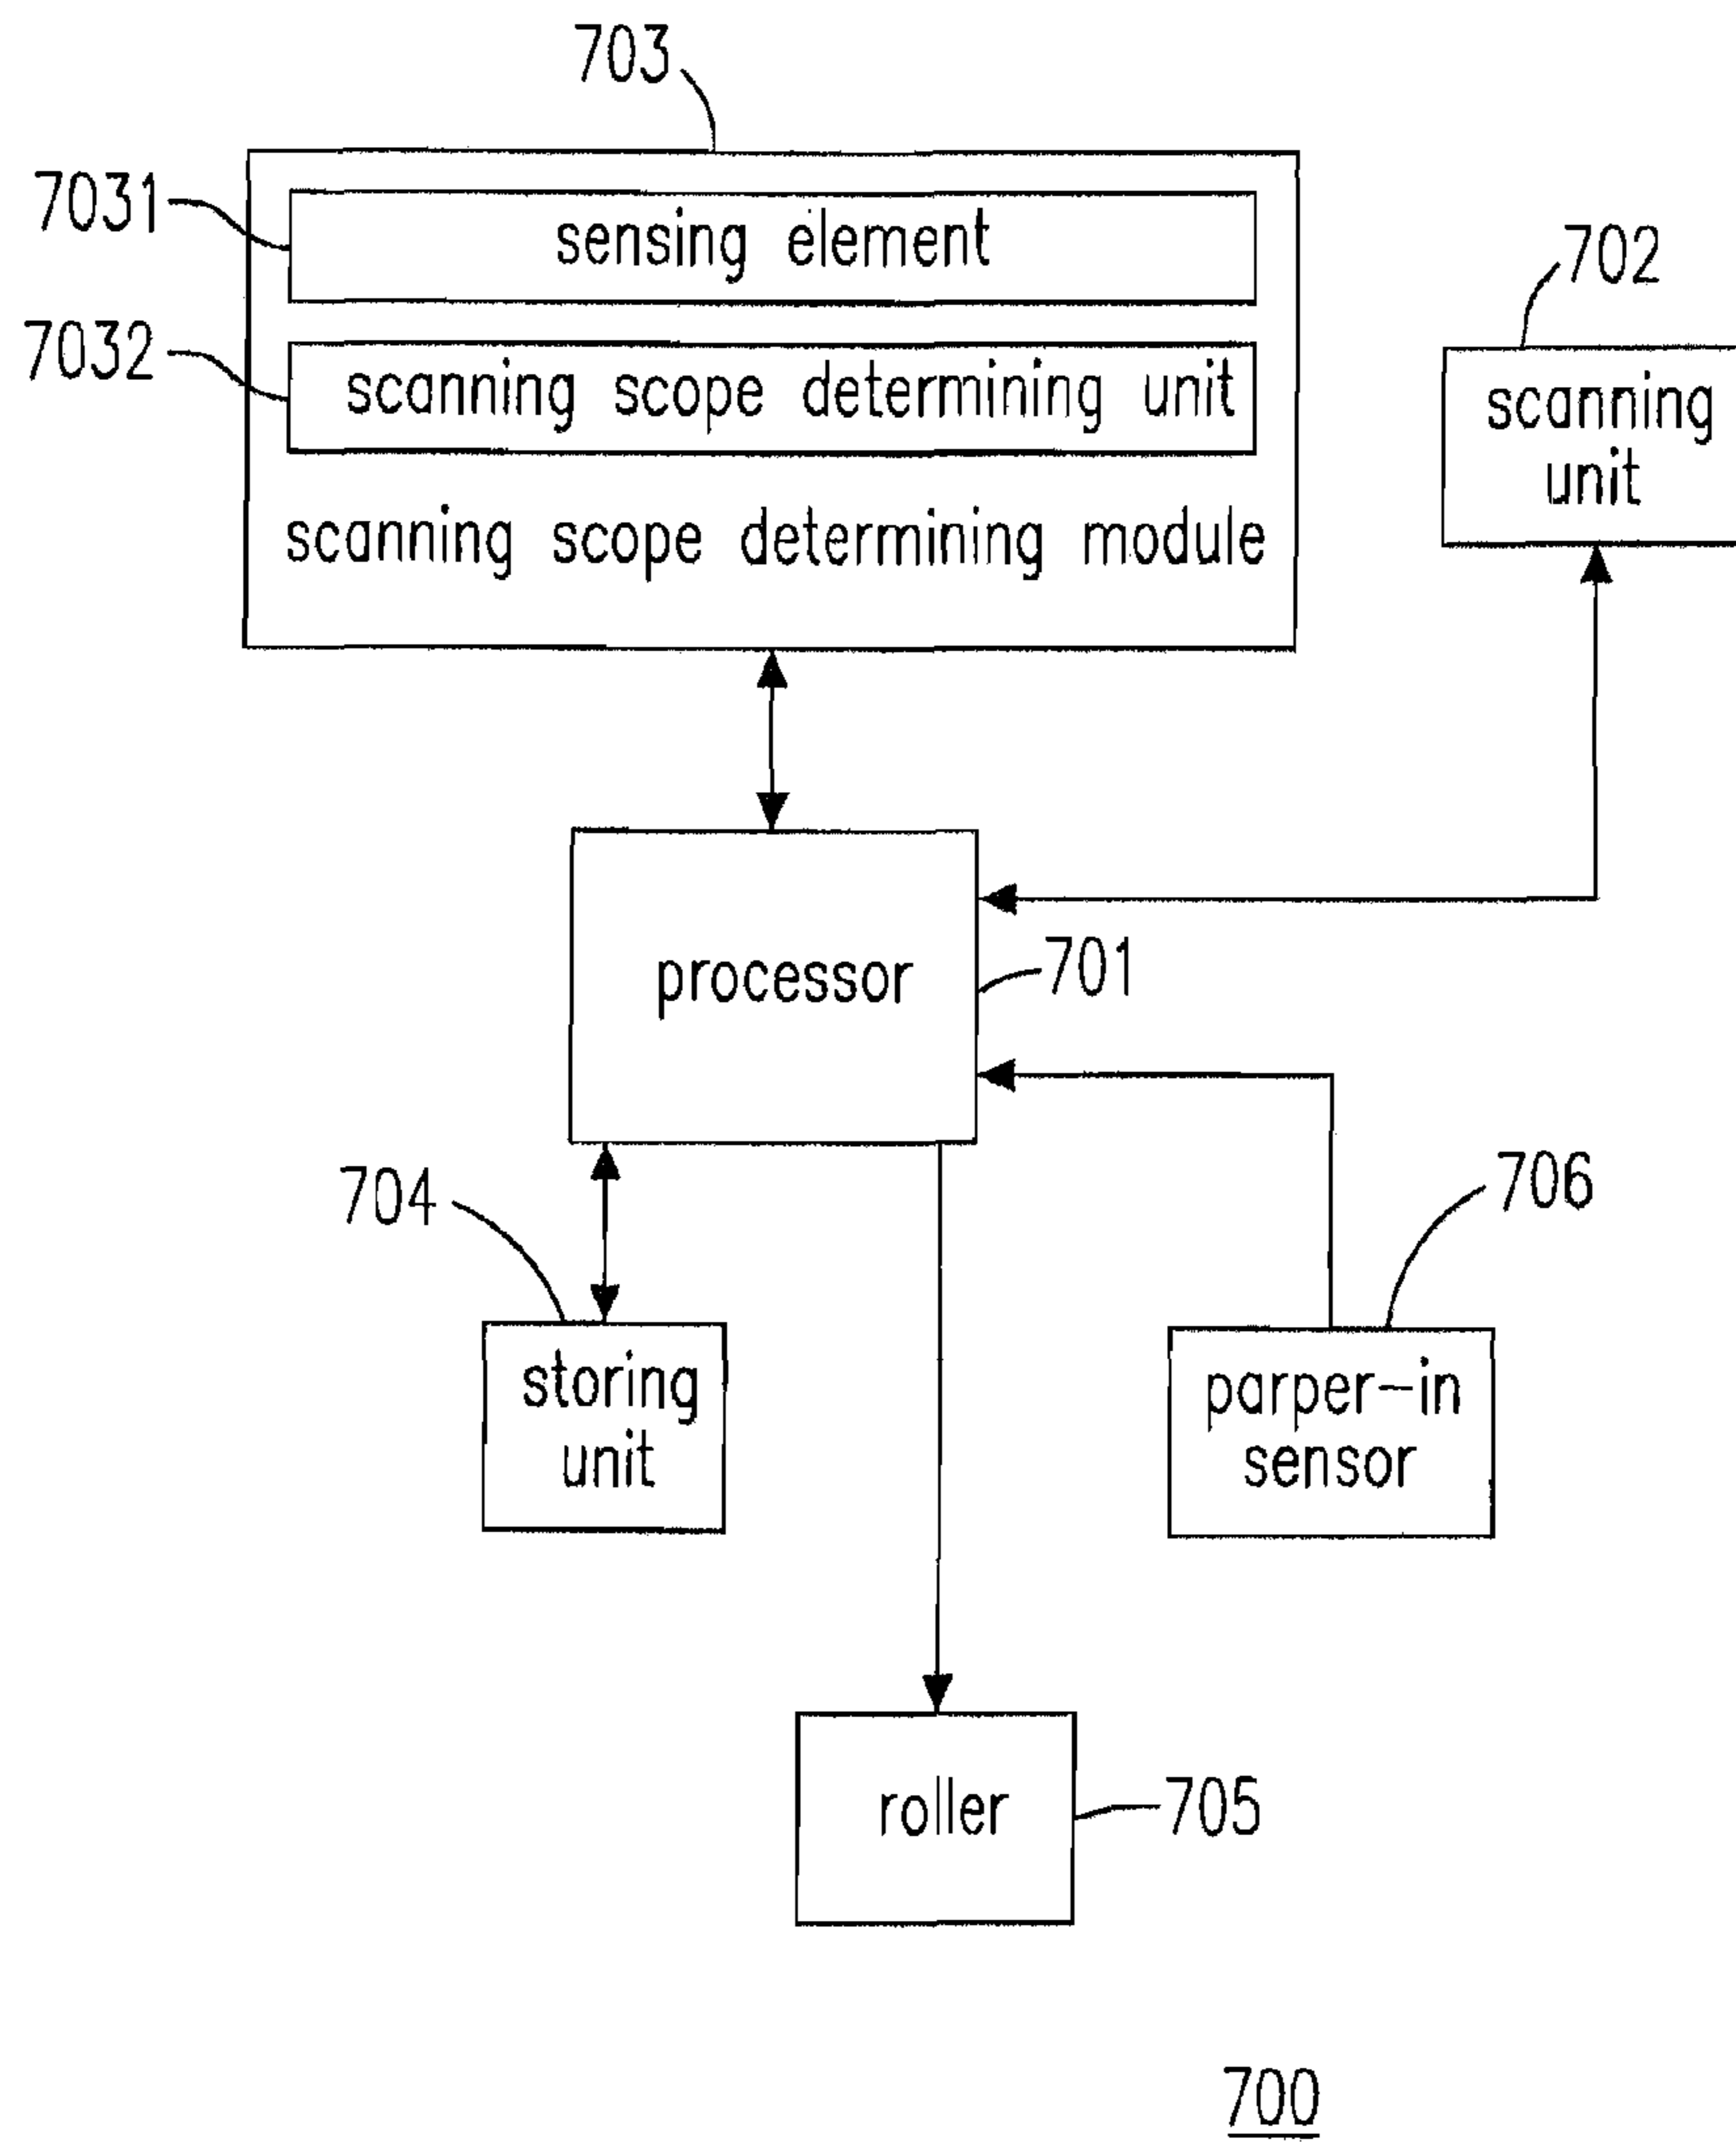 703
7031
sensing element
702
7032
scanning scope determining unit
scanning
unit
scanning scope determining module
processor
701
704
706
storing
unit
parper-in
sensor
roller
705
700